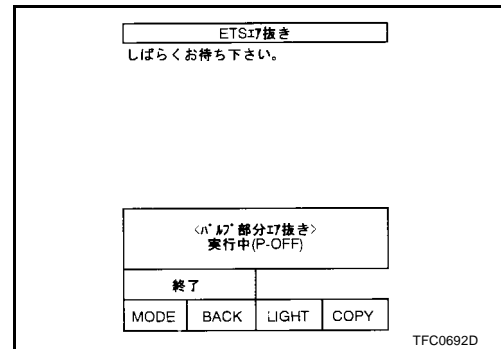 ETSｴｱ抜き
しばらくお待ち下さい。
<ﾊﾞﾙﾌﾞ部分ｴｱ抜き>
実行中(P-OFF)
終了
MODE BACK LIGHT COPY
TFC0692D